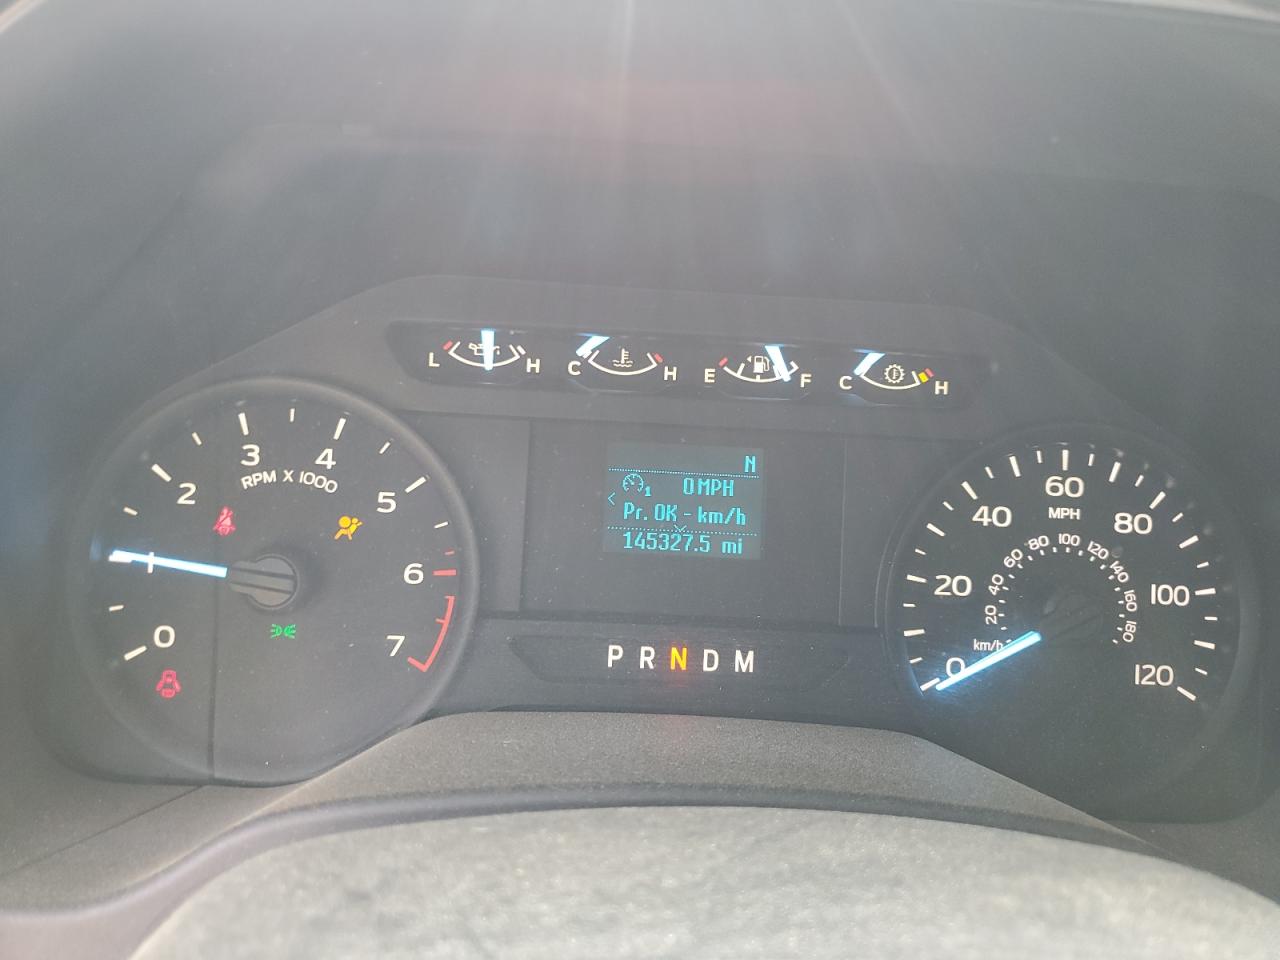 L H C H E F C H
0 1 2 3 4 5 6 7
RPM X 1000
N
1 0 MPH
Pr. OK - km/h
145327.5 mi
P R N D M
0 20 40 60 80 100 120
MPH
20 40 60 80 100 120 140 160 180
km/h